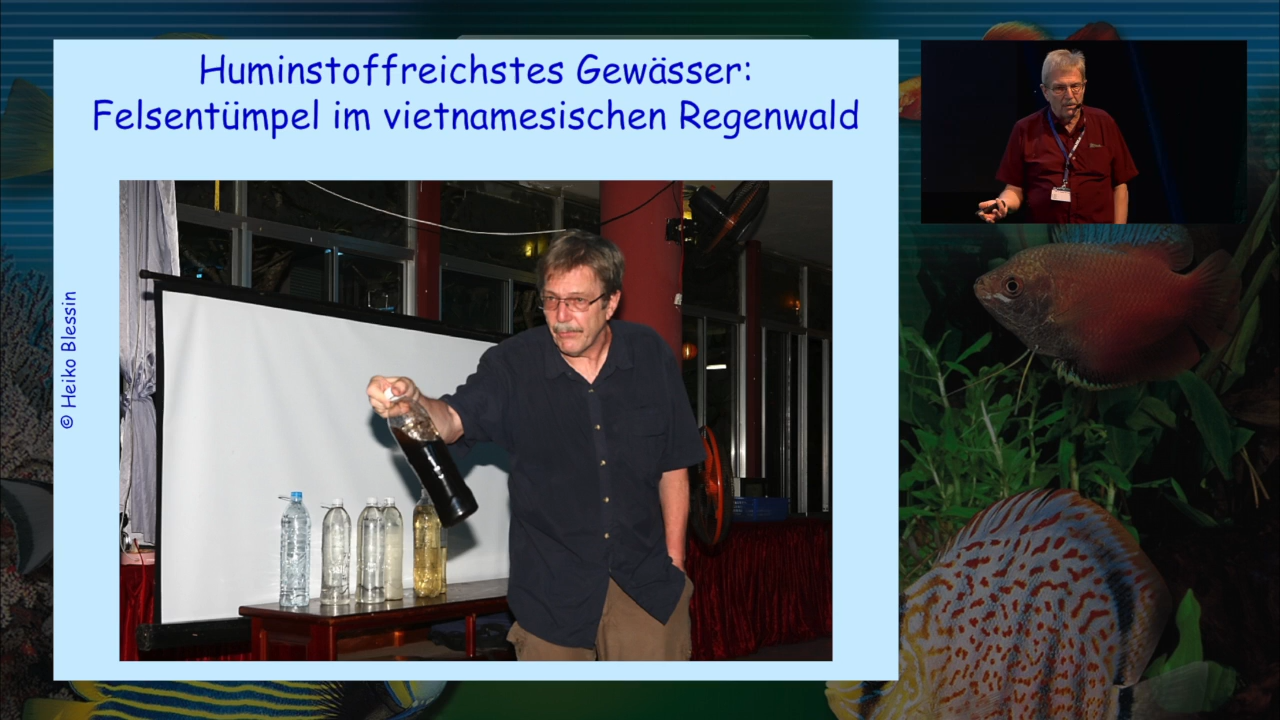 Huminstoffreichstes Gewässer:
Felsentümpel im vietnamesischen Regenwald
© Heiko Blessin